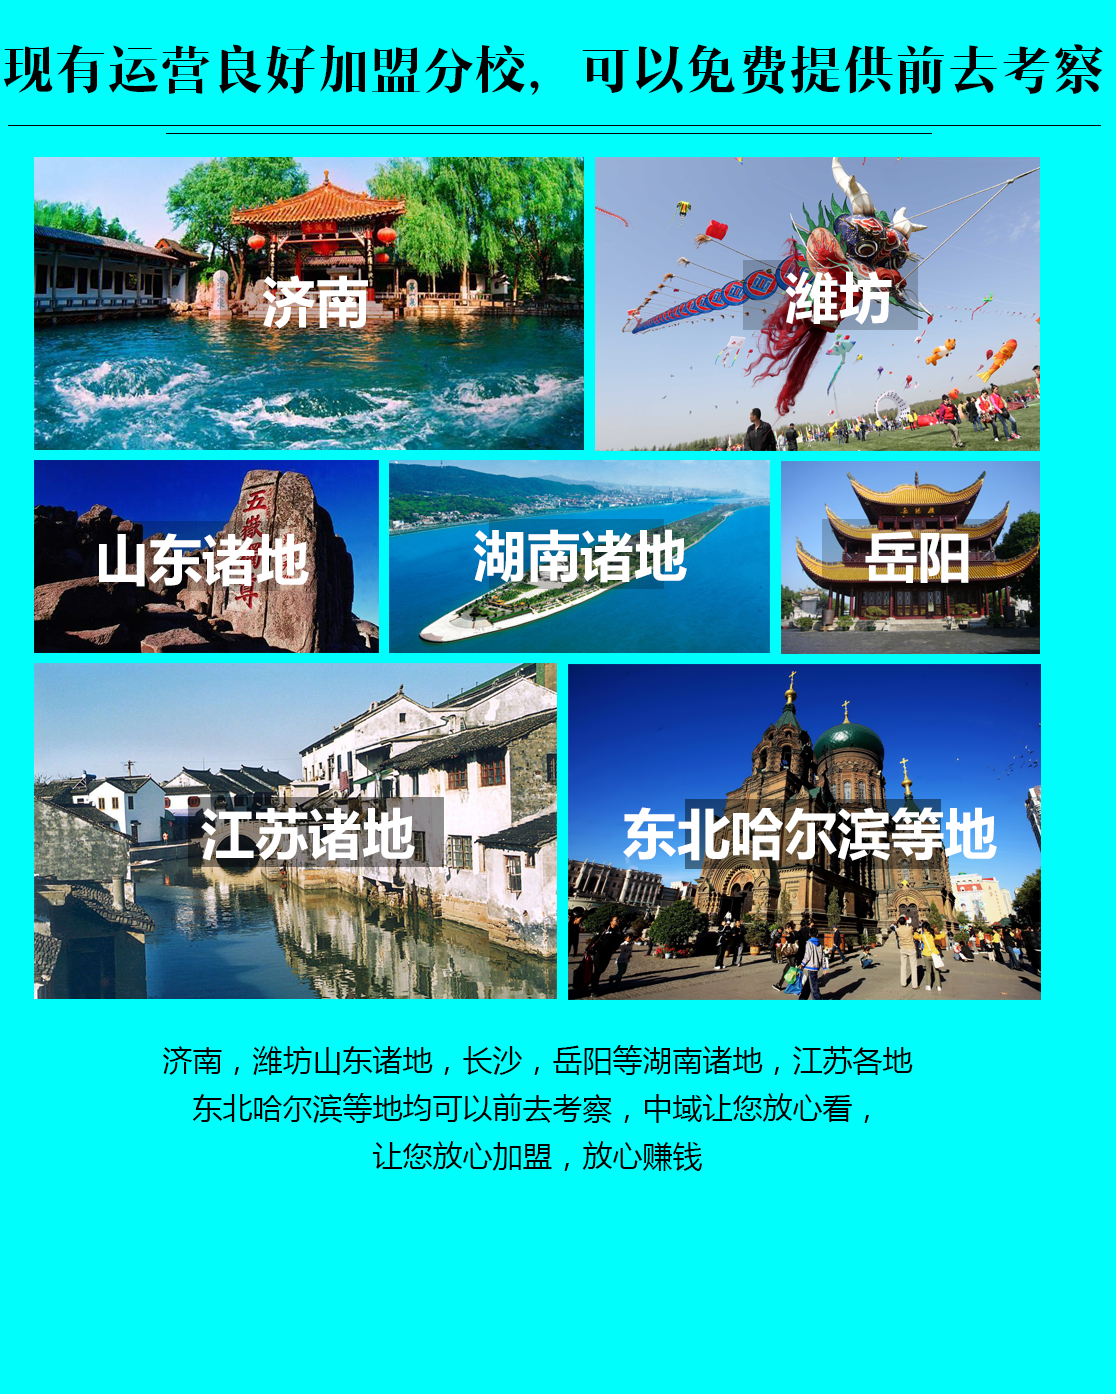 现有运营良好加盟分校，可以免费提供前去考察
济南
潍坊
山东诸地
湖南诸地
岳阳
江苏诸地
东北哈尔滨等地
济南，潍坊山东诸地，长沙，岳阳等湖南诸地，江苏各地
东北哈尔滨等地均可以前去考察，中域让您放心看，
让您放心加盟，放心赚钱